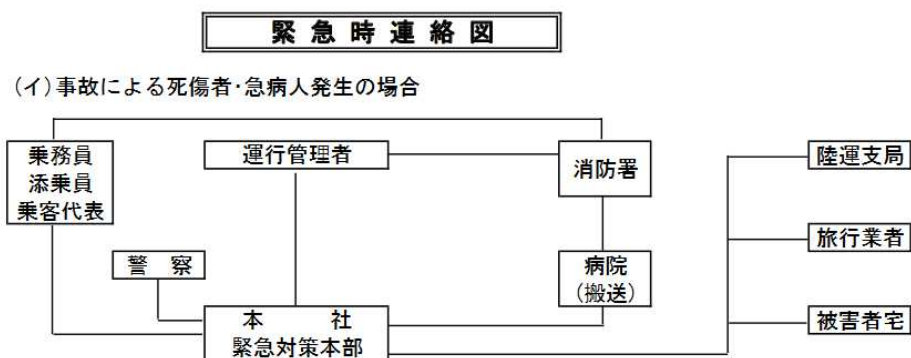 緊急時連絡図
(イ)事故による死傷者･急病人発生の場合
乗務員
添乗員
乗客代表
運行管理者
消防署
陸運支局
警　察
病院
(搬送)
旅行業者
本　　社
緊急対策本部
被害者宅